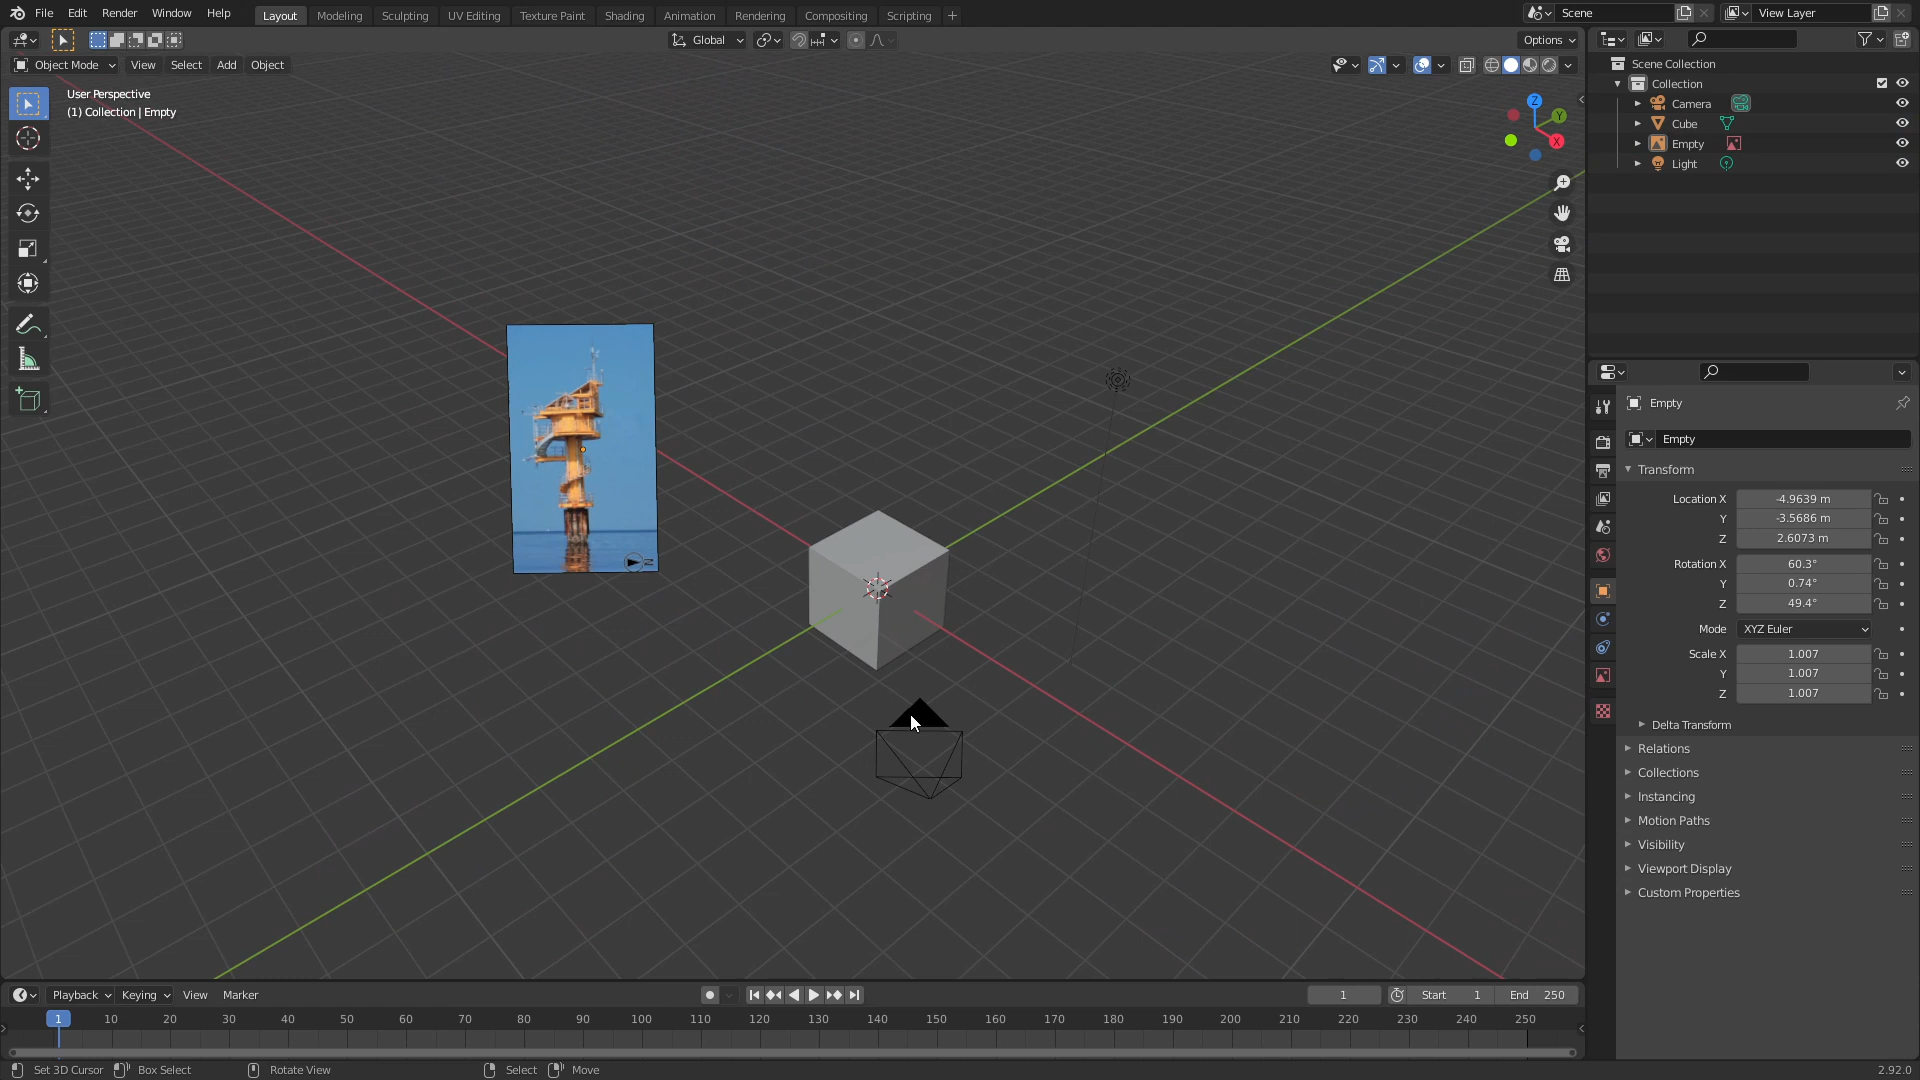 File Edit Render Window Help Layout Modeling Sculpting UV Editing Texture Paint Shading Animation Rendering Compositing Scripting + Scene View Layer
Global Options
Object Mode View Select Add Object
User Perspective
(1) Collection | Empty
Z
Y
X
Scene Collection
Collection
Camera
Cube
Empty
Light
Empty
Empty
Transform
Location X -4.9639 m
Y -3.5686 m
Z 2.6073 m
Rotation X 60.3°
Y 0.74°
Z 49.4°
Mode XYZ Euler
Scale X 1.007
Y 1.007
Z 1.007
Delta Transform
Relations
Collections
Instancing
Motion Paths
Visibility
Viewport Display
Custom Properties
Playback Keying View Marker 1 Start 1 End 250
1 10 20 30 40 50 60 70 80 90 100 110 120 130 140 150 160 170 180 190 200 210 220 230 240 250
Set 3D Cursor Box Select Rotate View Select Move 2.92.0